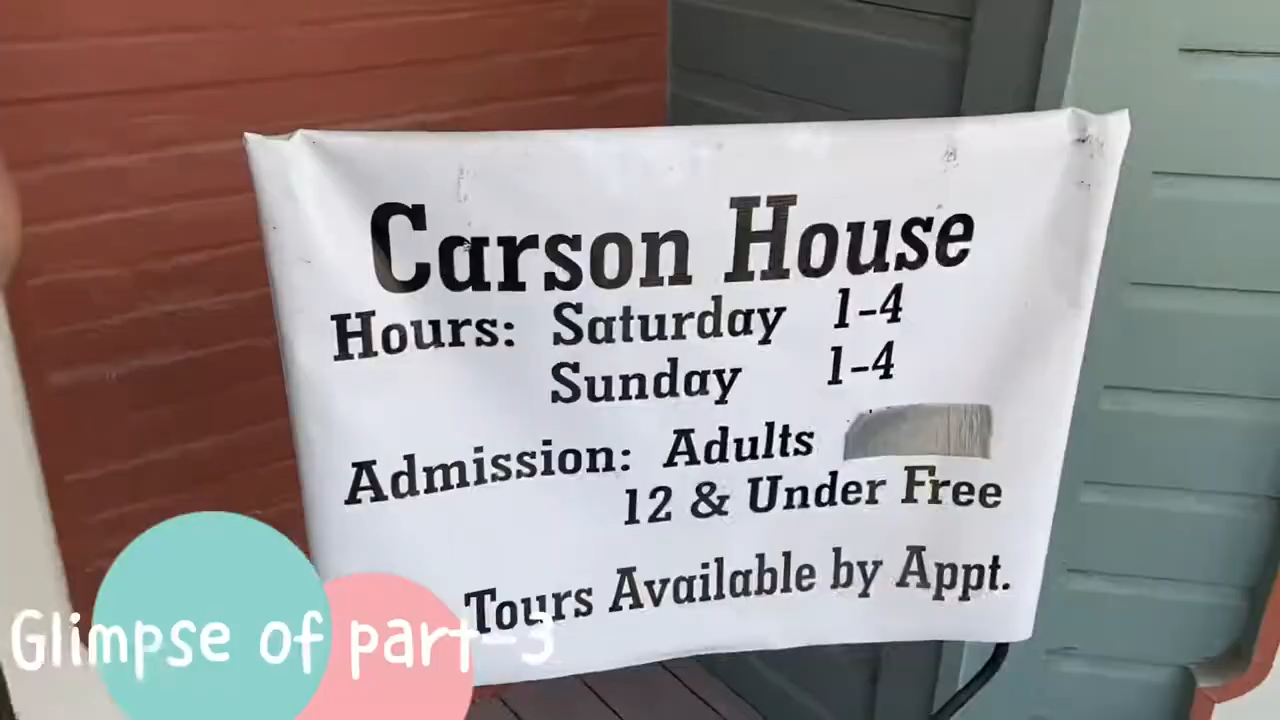 Carson House
Hours: Saturday 1-4
Sunday 1-4
Admission: Adults
12 & Under Free
Tours Available by Appt.
Glimpse of part-3